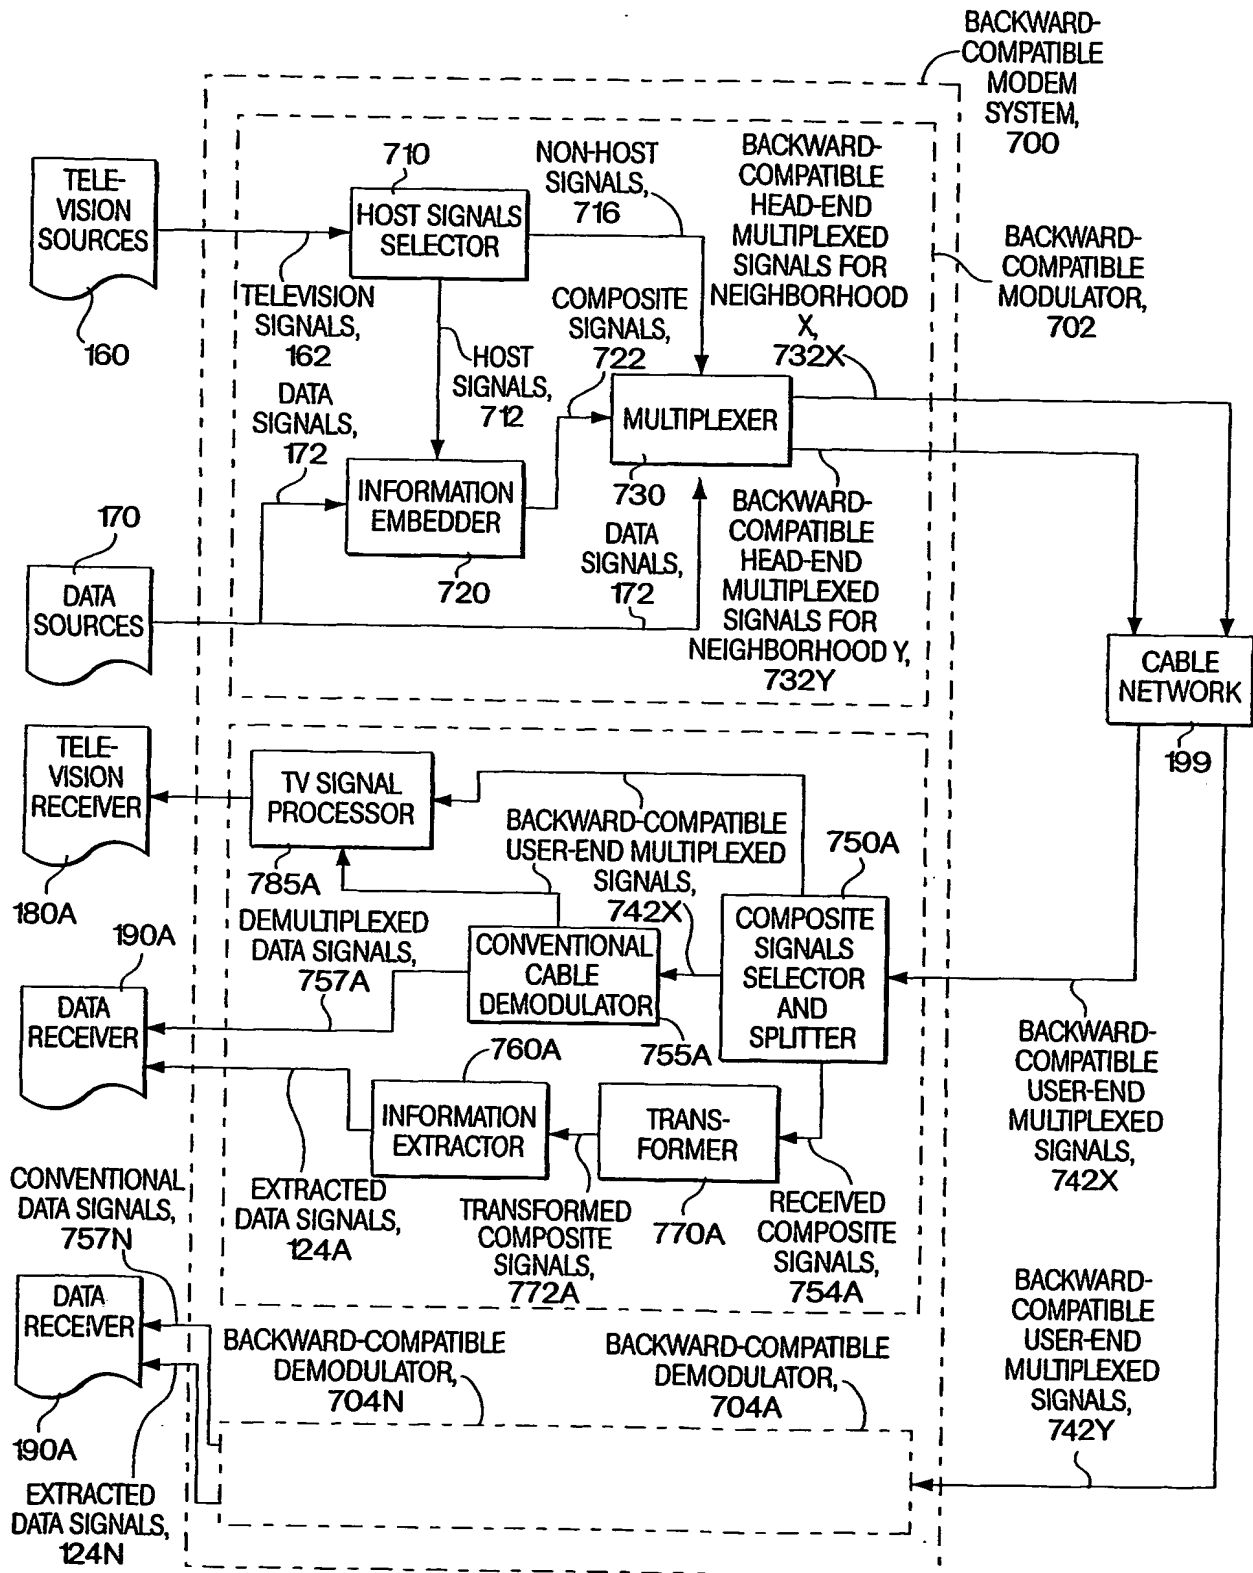 BACKWARD-
COMPATIBLE
MODEM
SYSTEM,
700
TELE-
VISION
SOURCES
160
710
HOST SIGNALS
SELECTOR
NON-HOST
SIGNALS,
716
BACKWARD-
COMPATIBLE
HEAD-END
MULTIPLEXED
SIGNALS FOR
NEIGHBORHOOD
X,
732X
BACKWARD-
COMPATIBLE
MODULATOR,
702
TELEVISION
SIGNALS,
162
HOST
SIGNALS,
712
COMPOSITE
SIGNALS,
722
MULTIPLEXER
730
DATA
SIGNALS,
172
INFORMATION
EMBEDDER
720
170
DATA
SOURCES
DATA
SIGNALS,
172
BACKWARD-
COMPATIBLE
HEAD-END
MULTIPLEXED
SIGNALS FOR
NEIGHBORHOOD Y,
732Y
CABLE
NETWORK
199
TELE-
VISION
RECEIVER
180A
TV SIGNAL
PROCESSOR
785A
BACKWARD-COMPATIBLE
USER-END MULTIPLEXED
SIGNALS,
742X
750A
COMPOSITE
SIGNALS
SELECTOR
AND
SPLITTER
DEMULTIPLEXED
DATA SIGNALS,
757A
CONVENTIONAL
CABLE
DEMODULATOR
755A
190A
DATA
RECEIVER
760A
INFORMATION
EXTRACTOR
TRANS-
FORMER
770A
BACKWARD-
COMPATIBLE
USER-END
MULTIPLEXED
SIGNALS,
742X
EXTRACTED
DATA SIGNALS,
124A
TRANSFORMED
COMPOSITE
SIGNALS,
772A
RECEIVED
COMPOSITE
SIGNALS,
754A
CONVENTIONAL
DATA SIGNALS,
757N
DATA
RECEIVER
190A
BACKWARD-COMPATIBLE
DEMODULATOR,
704N
BACKWARD-COMPATIBLE
DEMODULATOR,
704A
BACKWARD-
COMPATIBLE
USER-END
MULTIPLEXED
SIGNALS,
742Y
EXTRACTED
DATA SIGNALS,
124N